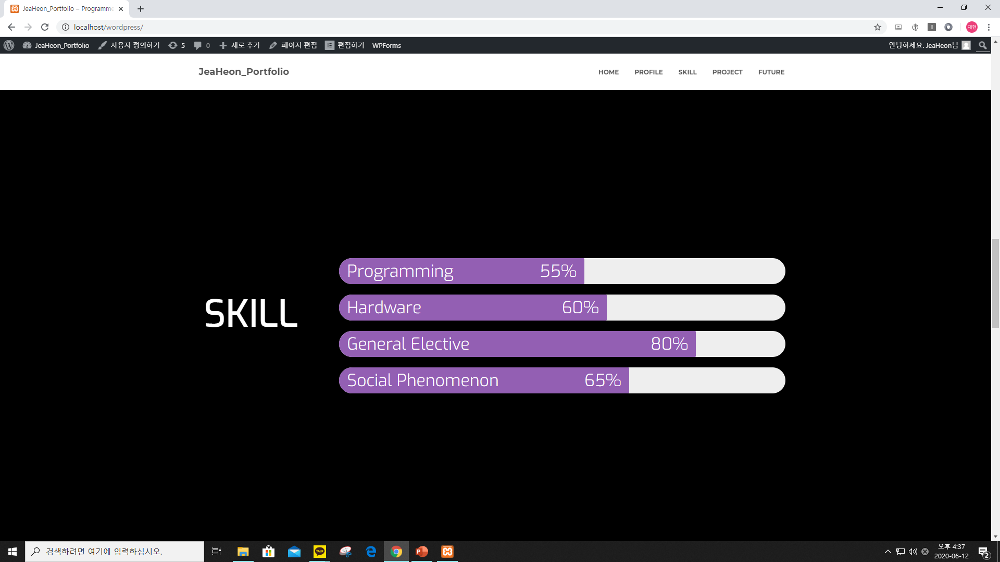 JeaHeon_Portfolio – Programme
localhost/wordpress/
재헌
JeaHeon_Portfolio 사용자 정의하기 5 0 새로 추가 페이지 편집 편집하기 WPForms 안녕하세요. JeaHeon님
JeaHeon_Portfolio HOME PROFILE SKILL PROJECT FUTURE
Programming 55%
Hardware 60%
SKILL
General Elective 80%
Social Phenomenon 65%
검색하려면 여기에 입력하십시오.
TALK
오후 4:37
2020-06-12
2